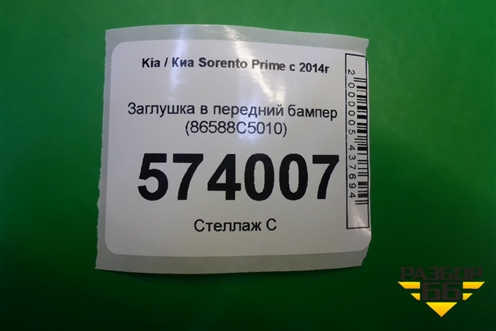 Kia / Киа Sorento Prime с 2014г
Заглушка в передний бампер
(86588C5010)
574007
Стеллаж С
2000005437694
РАЗБОР
66